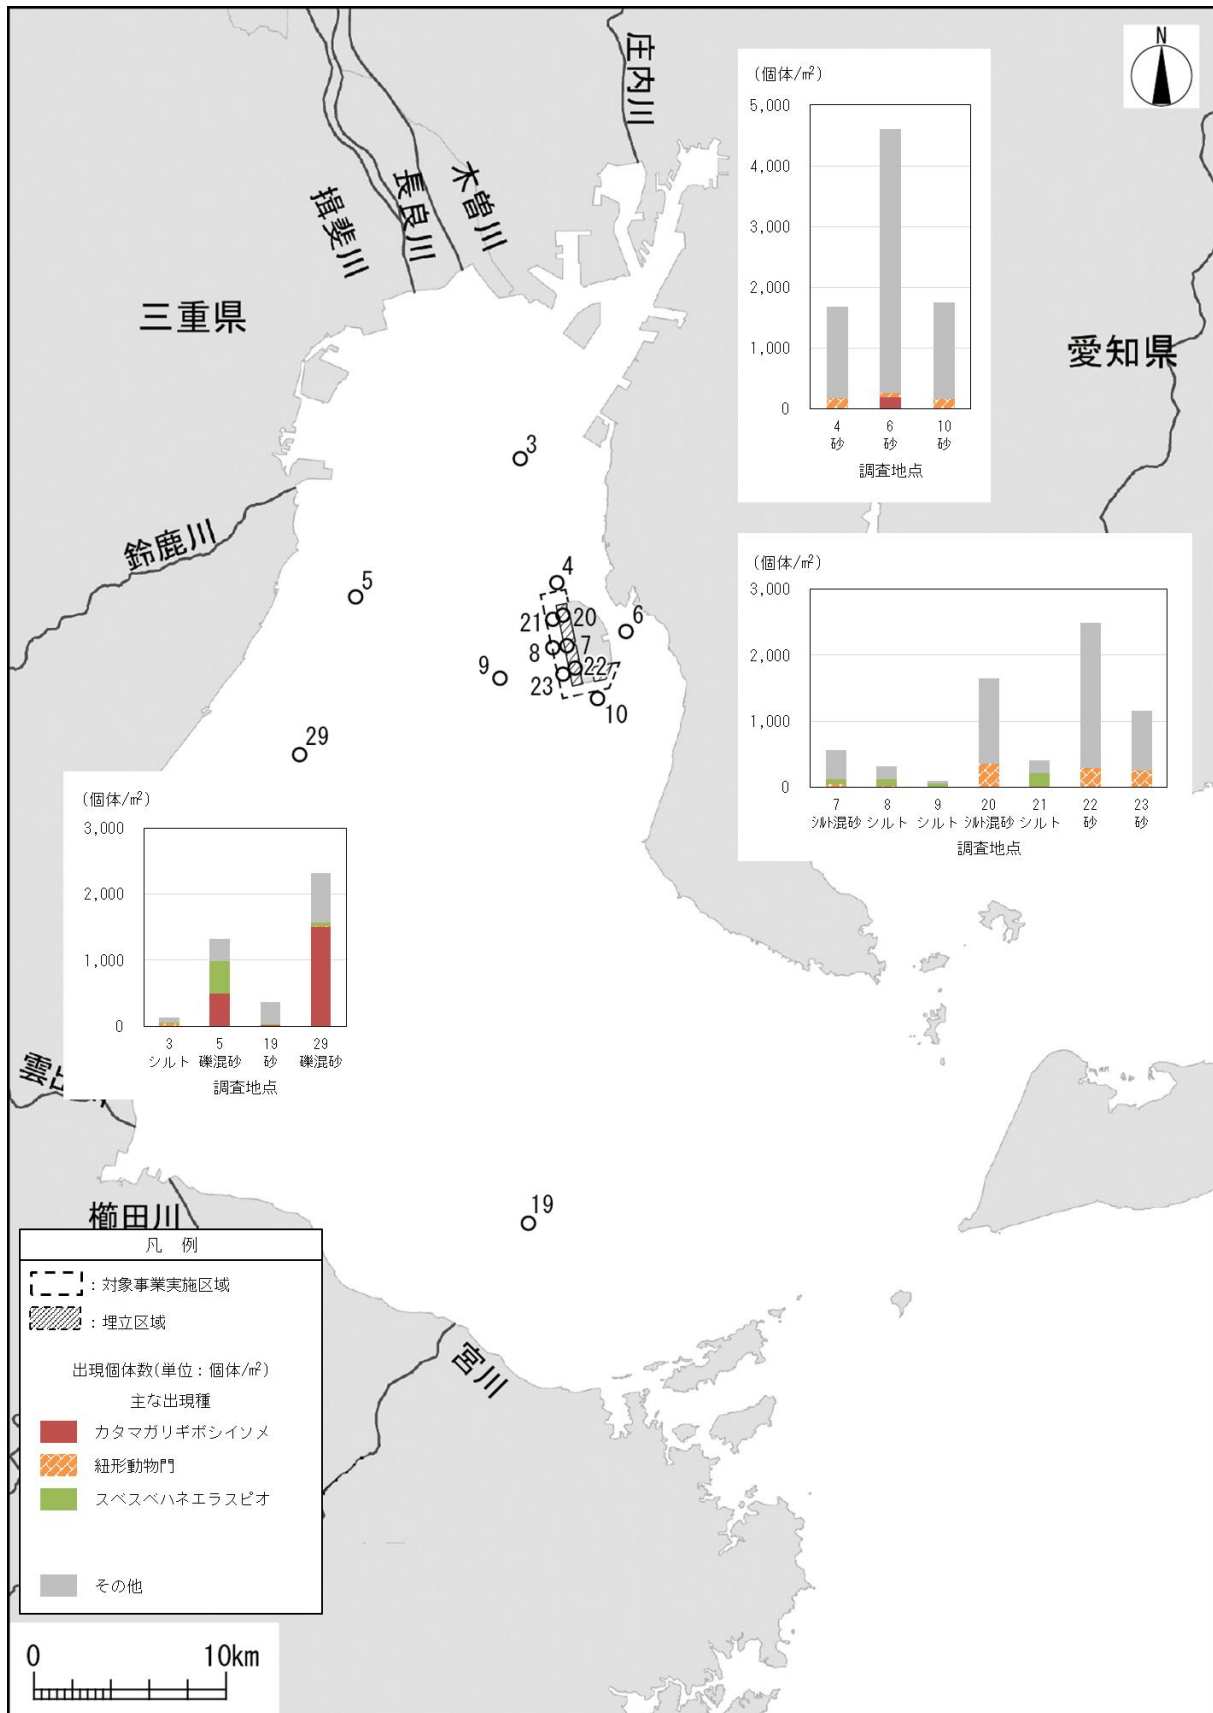 N
庄内川
木曽川
長良川
揖斐川
三重県
愛知県
鈴鹿川
(個体/㎡)
5,000
4,000
3,000
2,000
1,000
0
4
6
10
砂
砂
砂
調査地点
3
4
5
20
21
6
8
7
9
22
23
10
29
(個体/㎡)
3,000
2,000
1,000
0
7
8
9
20
21
22
23
シルト混砂
シルト
シルト
シルト混砂
シルト
砂
砂
調査地点
(個体/㎡)
3,000
2,000
1,000
0
3
5
19
29
シルト
礫混砂
砂
礫混砂
調査地点
櫛田川
19
宮川
凡 例
:対象事業実施区域
:埋立区域
出現個体数(単位:個体/㎡)
主な出現種
カタマガリギボシイソメ
紐形動物門
スベスベハネエラスピオ
その他
0
10km